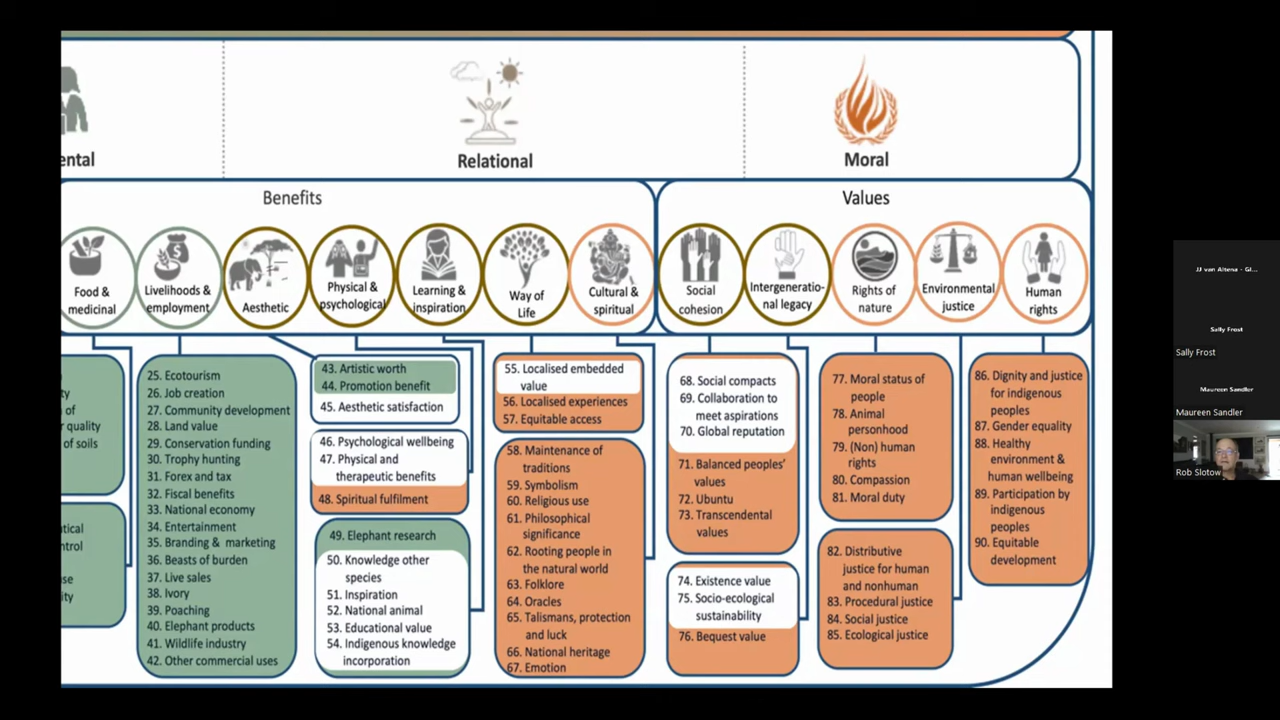 ental
Relational
Moral
Benefits
Values
Food &
medicinal
Livelihoods &
employment
Aesthetic
Physical &
psychological
Learning &
inspiration
Way of
Life
Cultural &
spiritual
Social
cohesion
Intergeneratio-
nal legacy
Rights of
nature
Environmental
justice
Human
rights
ty
of
r quality
of soils
tical
ntrol
se
ity
25. Ecotourism
26. Job creation
27. Community development
28. Land value
29. Conservation funding
30. Trophy hunting
31. Forex and tax
32. Fiscal benefits
33. National economy
34. Entertainment
35. Branding & marketing
36. Beasts of burden
37. Live sales
38. Ivory
39. Poaching
40. Elephant products
41. Wildlife industry
42. Other commercial uses
43. Artistic worth
44. Promotion benefit
45. Aesthetic satisfaction
46. Psychological wellbeing
47. Physical and
therapeutic benefits
48. Spiritual fulfilment
49. Elephant research
50. Knowledge other
species
51. Inspiration
52. National animal
53. Educational value
54. Indigenous knowledge
incorporation
55. Localised embedded
value
56. Localised experiences
57. Equitable access
58. Maintenance of
traditions
59. Symbolism
60. Religious use
61. Philosophical
significance
62. Rooting people in
the natural world
63. Folklore
64. Oracles
65. Talismans, protection
and luck
66. National heritage
67. Emotion
68. Social compacts
69. Collaboration to
meet aspirations
70. Global reputation
71. Balanced peoples'
values
72. Ubuntu
73. Transcendental
values
74. Existence value
75. Socio-ecological
sustainability
76. Bequest value
77. Moral status of
people
78. Animal
personhood
79. (Non) human
rights
80. Compassion
81. Moral duty
82. Distributive
justice for human
and nonhuman
83. Procedural justice
84. Social justice
85. Ecological justice
86. Dignity and justice
for indigenous
peoples
87. Gender equality
88. Healthy
environment &
human wellbeing
89. Participation by
indigenous
peoples
90. Equitable
development
JJ van Altena - Gl...
Sally Frost
Sally Frost
Maureen Sandler
Maureen Sandler
Rob Slotow